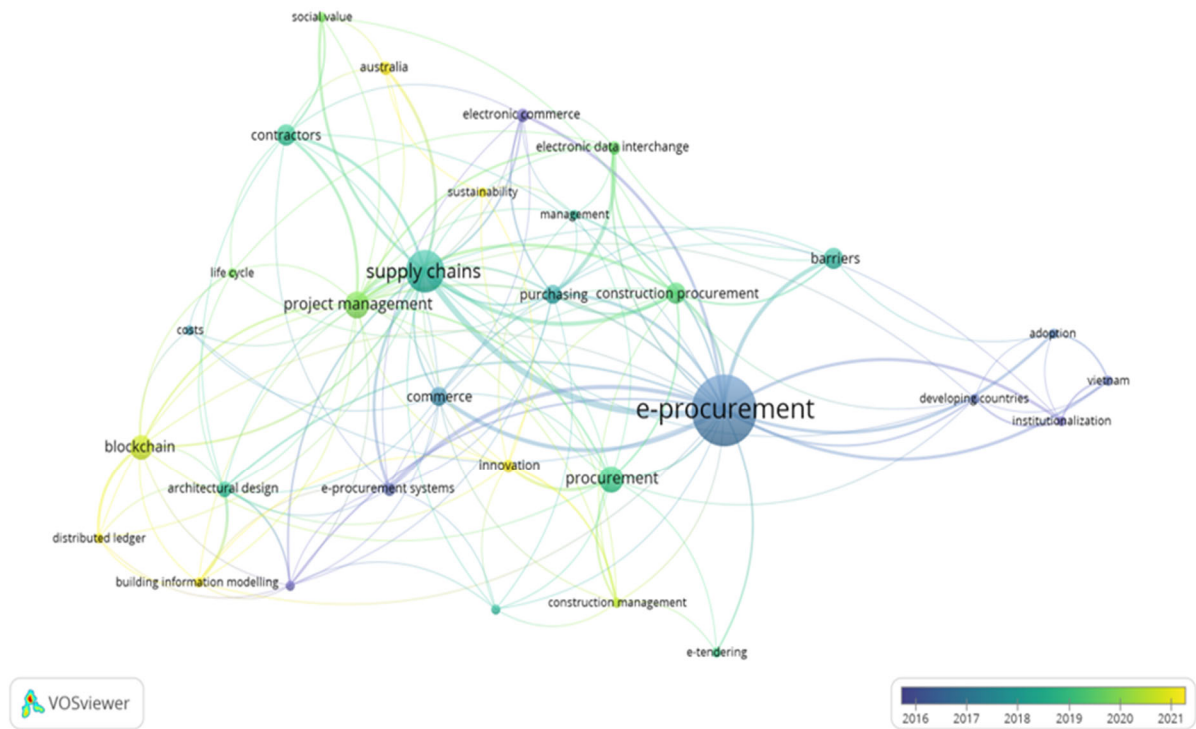 social value
australia
electronic commerce
contractors
electronic data interchange
sustainability
management
barriers
supply chains
life cycle
purchasing
construction procurement
project management
costs
adoption
vietnam
commerce
developing countries
e-procurement
institutionalization
blockchain
innovation
procurement
architectural design
e-procurement systems
distributed ledger
building information modelling
construction management
e-tendering
VOSviewer
2016 2017 2018 2019 2020 2021